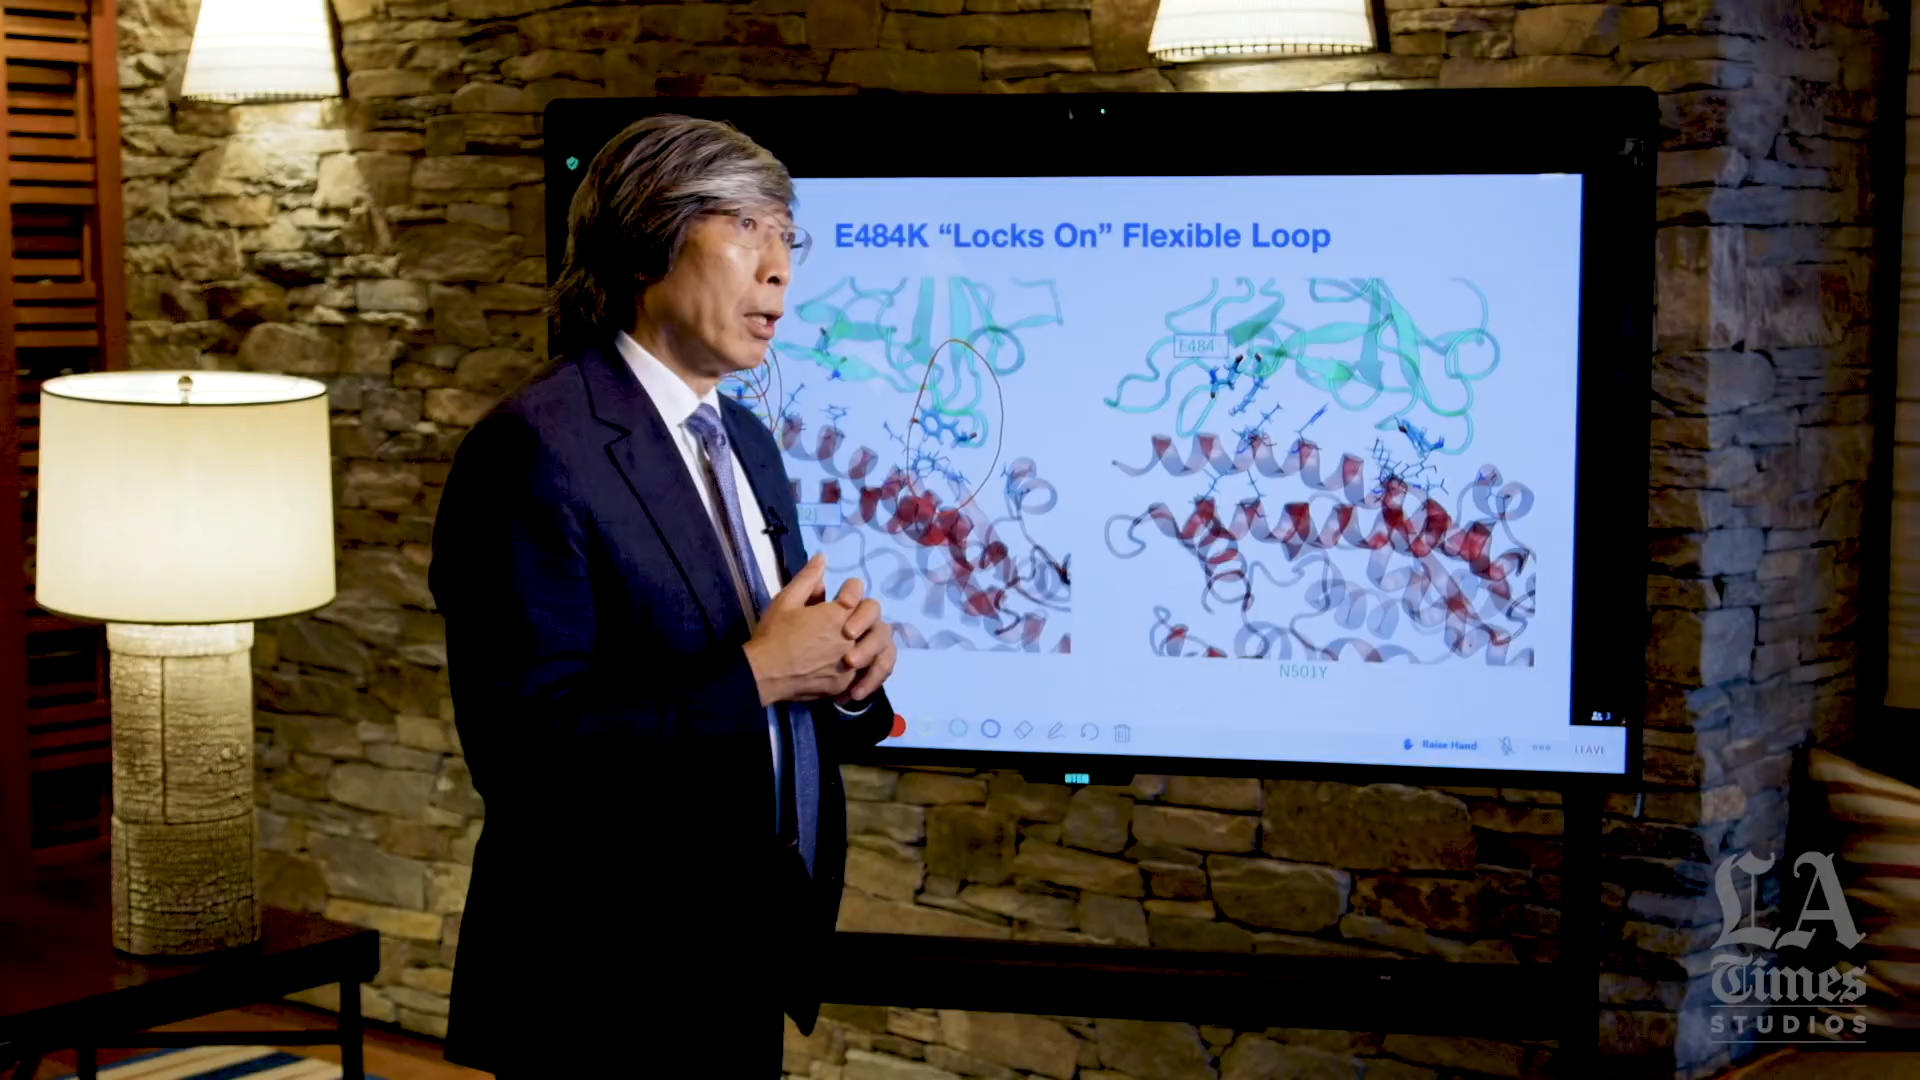 E484K “Locks On” Flexible Loop
E484
N501Y
Raise Hand
LEAVE
LA
Times
STUDIOS